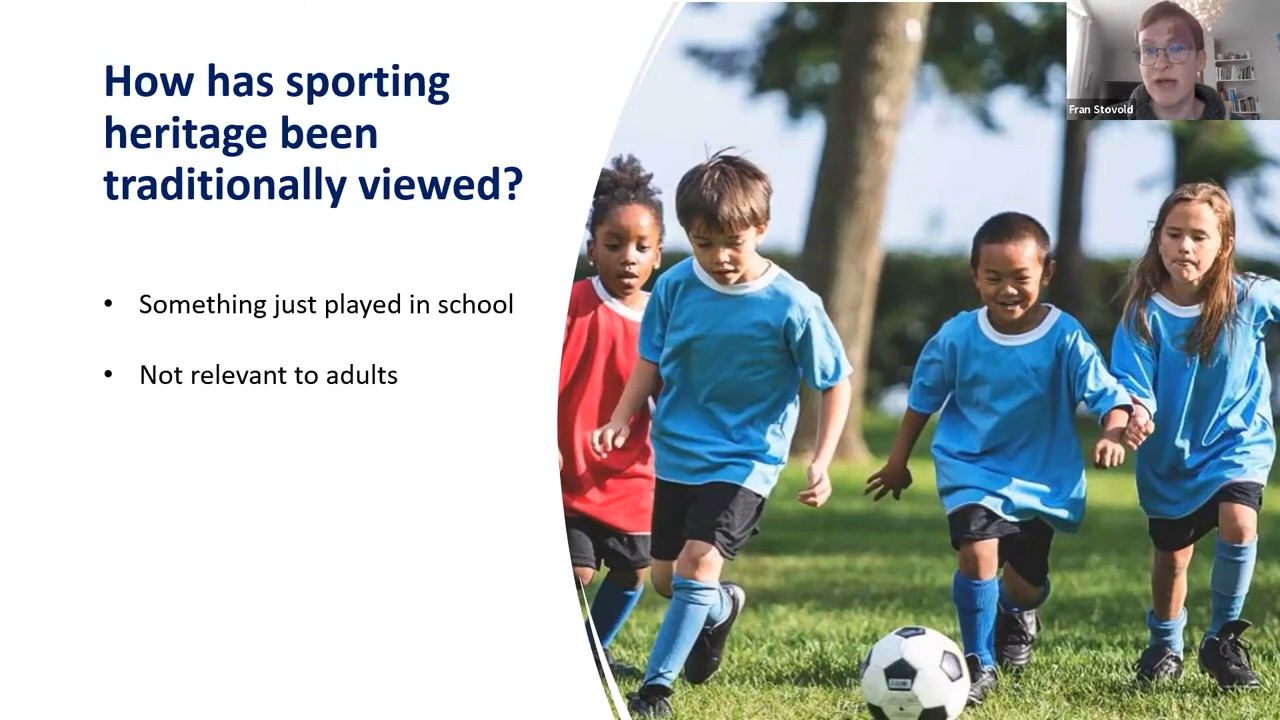 How has sporting
heritage been
traditionally viewed?
• Something just played in school
• Not relevant to adults
Fran Stovold